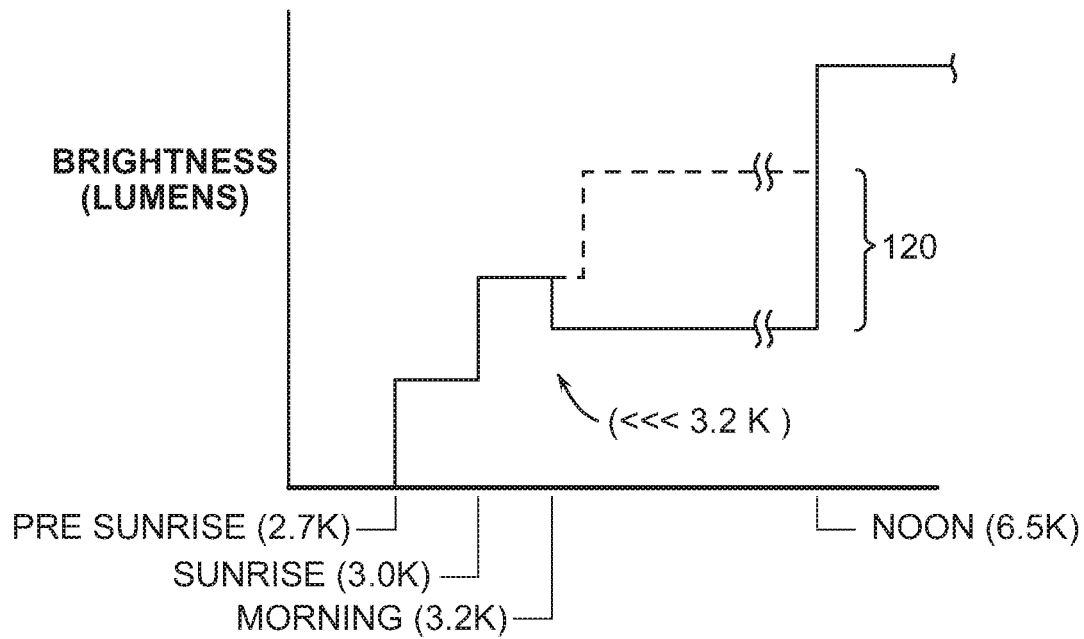 BRIGHTNESS
(LUMENS)
120
(<<< 3.2 K )
PRE SUNRISE (2.7K)
NOON (6.5K)
SUNRISE (3.0K)
MORNING (3.2K)